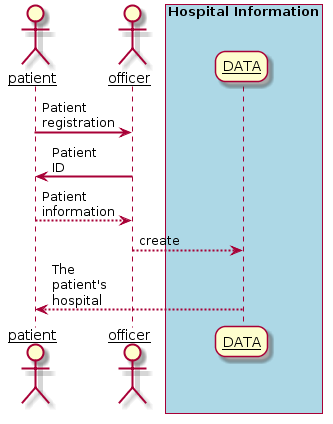 Hospital Information
patient
officer
DATA
Patient
registration
Patient
ID
Patient
information
create
The
patient's
hospital
patient
officer
DATA